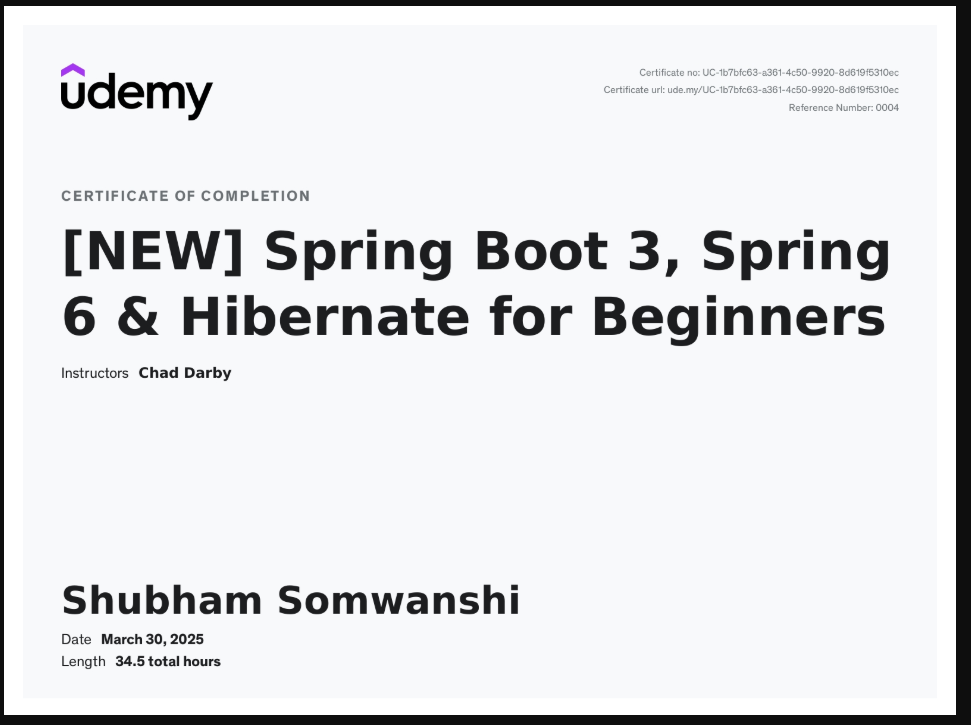 udemy
Certificate no: UC-1b7bfc63-a361-4c50-9920-8d619f5310ec
Certificate url: ude.my/UC-1b7bfc63-a361-4c50-9920-8d619f5310ec
Reference Number: 0004
CERTIFICATE OF COMPLETION
[NEW] Spring Boot 3, Spring
6 & Hibernate for Beginners
Instructors Chad Darby
Shubham Somwanshi
Date March 30, 2025
Length 34.5 total hours